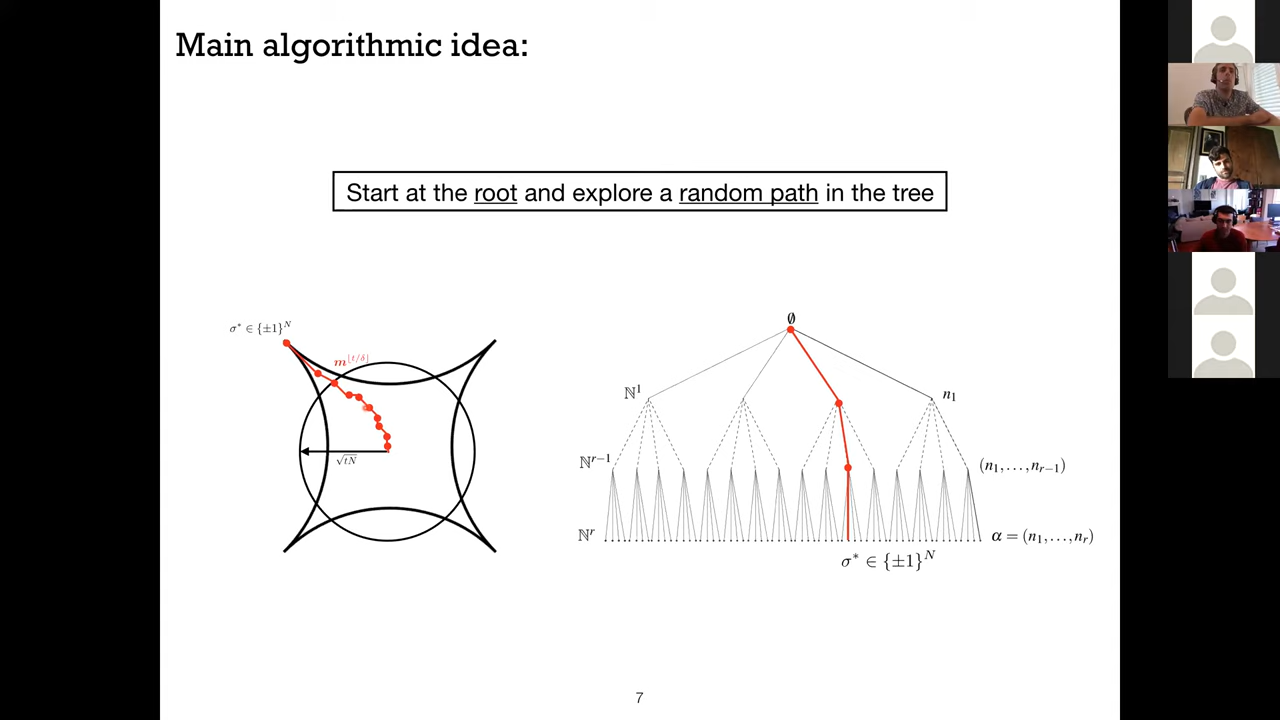 Main algorithmic idea:
Start at the root and explore a random path in the tree
σ* ∈ {±1}^N
m^⌊t/δ⌋
√tN
∅
ℕ^1
n_1
ℕ^{r−1}
(n_1,...,n_{r−1})
ℕ^r
α = (n_1,...,n_r)
σ* ∈ {±1}^N
7